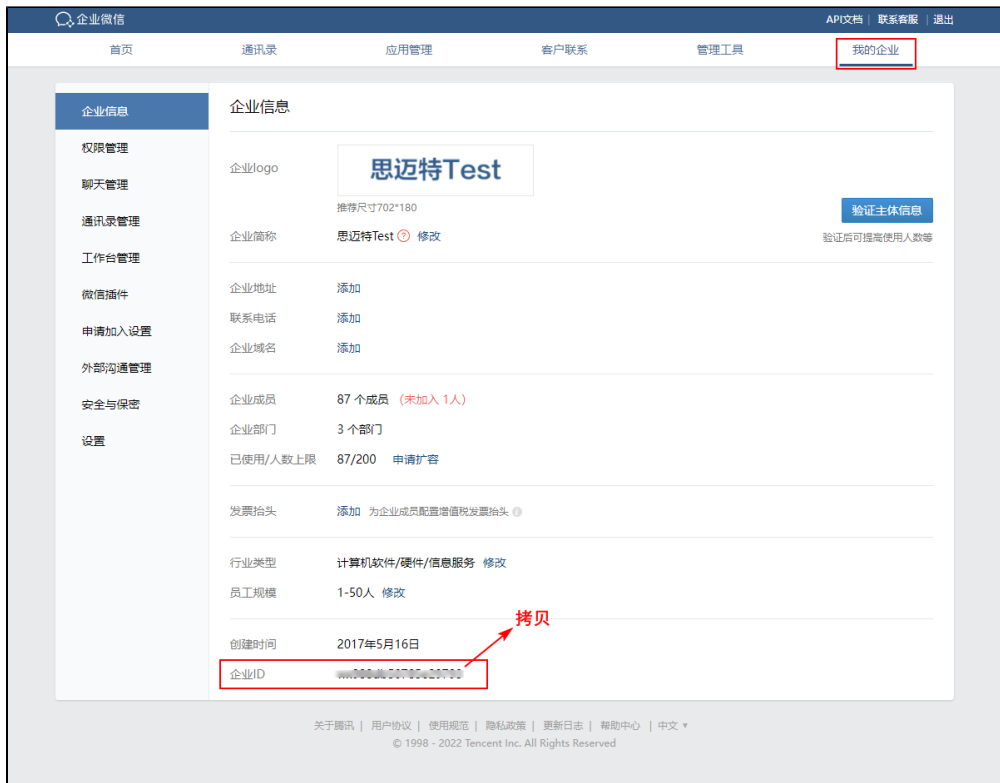 企业微信
API文档 | 联系客服 | 退出
首页 通讯录 应用管理 客户联系 管理工具 我的企业
企业信息
权限管理
聊天管理
通讯录管理
工作台管理
微信插件
申请加入设置
外部沟通管理
安全与保密
设置
企业信息
企业logo 思迈特Test
推荐尺寸702*180
验证主体信息
验证后可提高使用人数等
企业简称 思迈特Test ? 修改
企业地址 添加
联系电话 添加
企业域名 添加
企业成员 87 个成员 (未加入 1人)
企业部门 3 个部门
已使用/人数上限 87/200 申请扩容
发票抬头 添加 为企业成员配置增值税发票抬头
行业类型 计算机软件/硬件/信息服务 修改
员工规模 1-50人 修改
拷贝
创建时间 2017年5月16日
企业ID
关于腾讯 | 用户协议 | 使用规范 | 隐私政策 | 更新日志 | 帮助中心 | 中文
© 1998 - 2022 Tencent Inc. All Rights Reserved